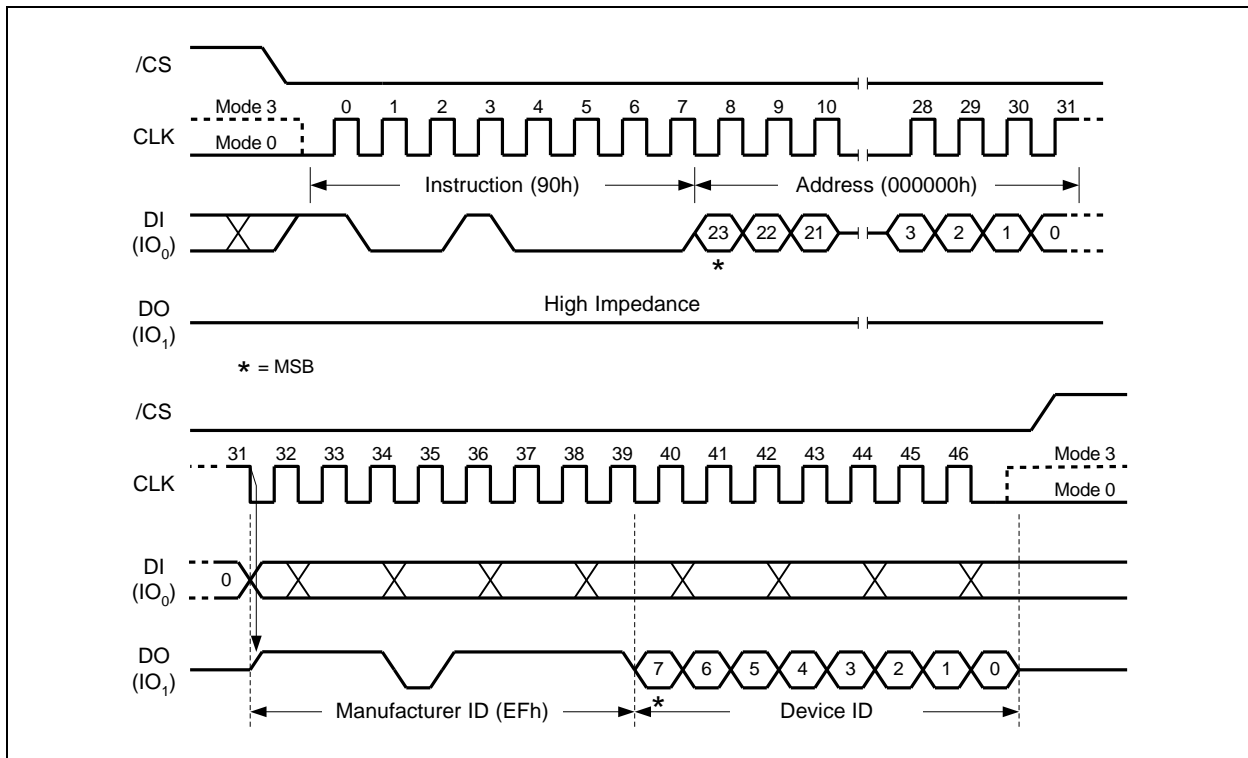 /CS
Mode 3
0 1 2 3 4 5 6 7 8 9 10 28 29 30 31
CLK
Mode 0
Instruction (90h) Address (000000h)
DI
(IO0)
23 22 21 3 2 1 0
*
High Impedance
DO
(IO1)
* = MSB
/CS
31 32 33 34 35 36 37 38 39 40 41 42 43 44 45 46
Mode 3
CLK
Mode 0
DI
(IO0)
0
DO
(IO1)
7 6 5 4 3 2 1 0
*
Manufacturer ID (EFh) Device ID